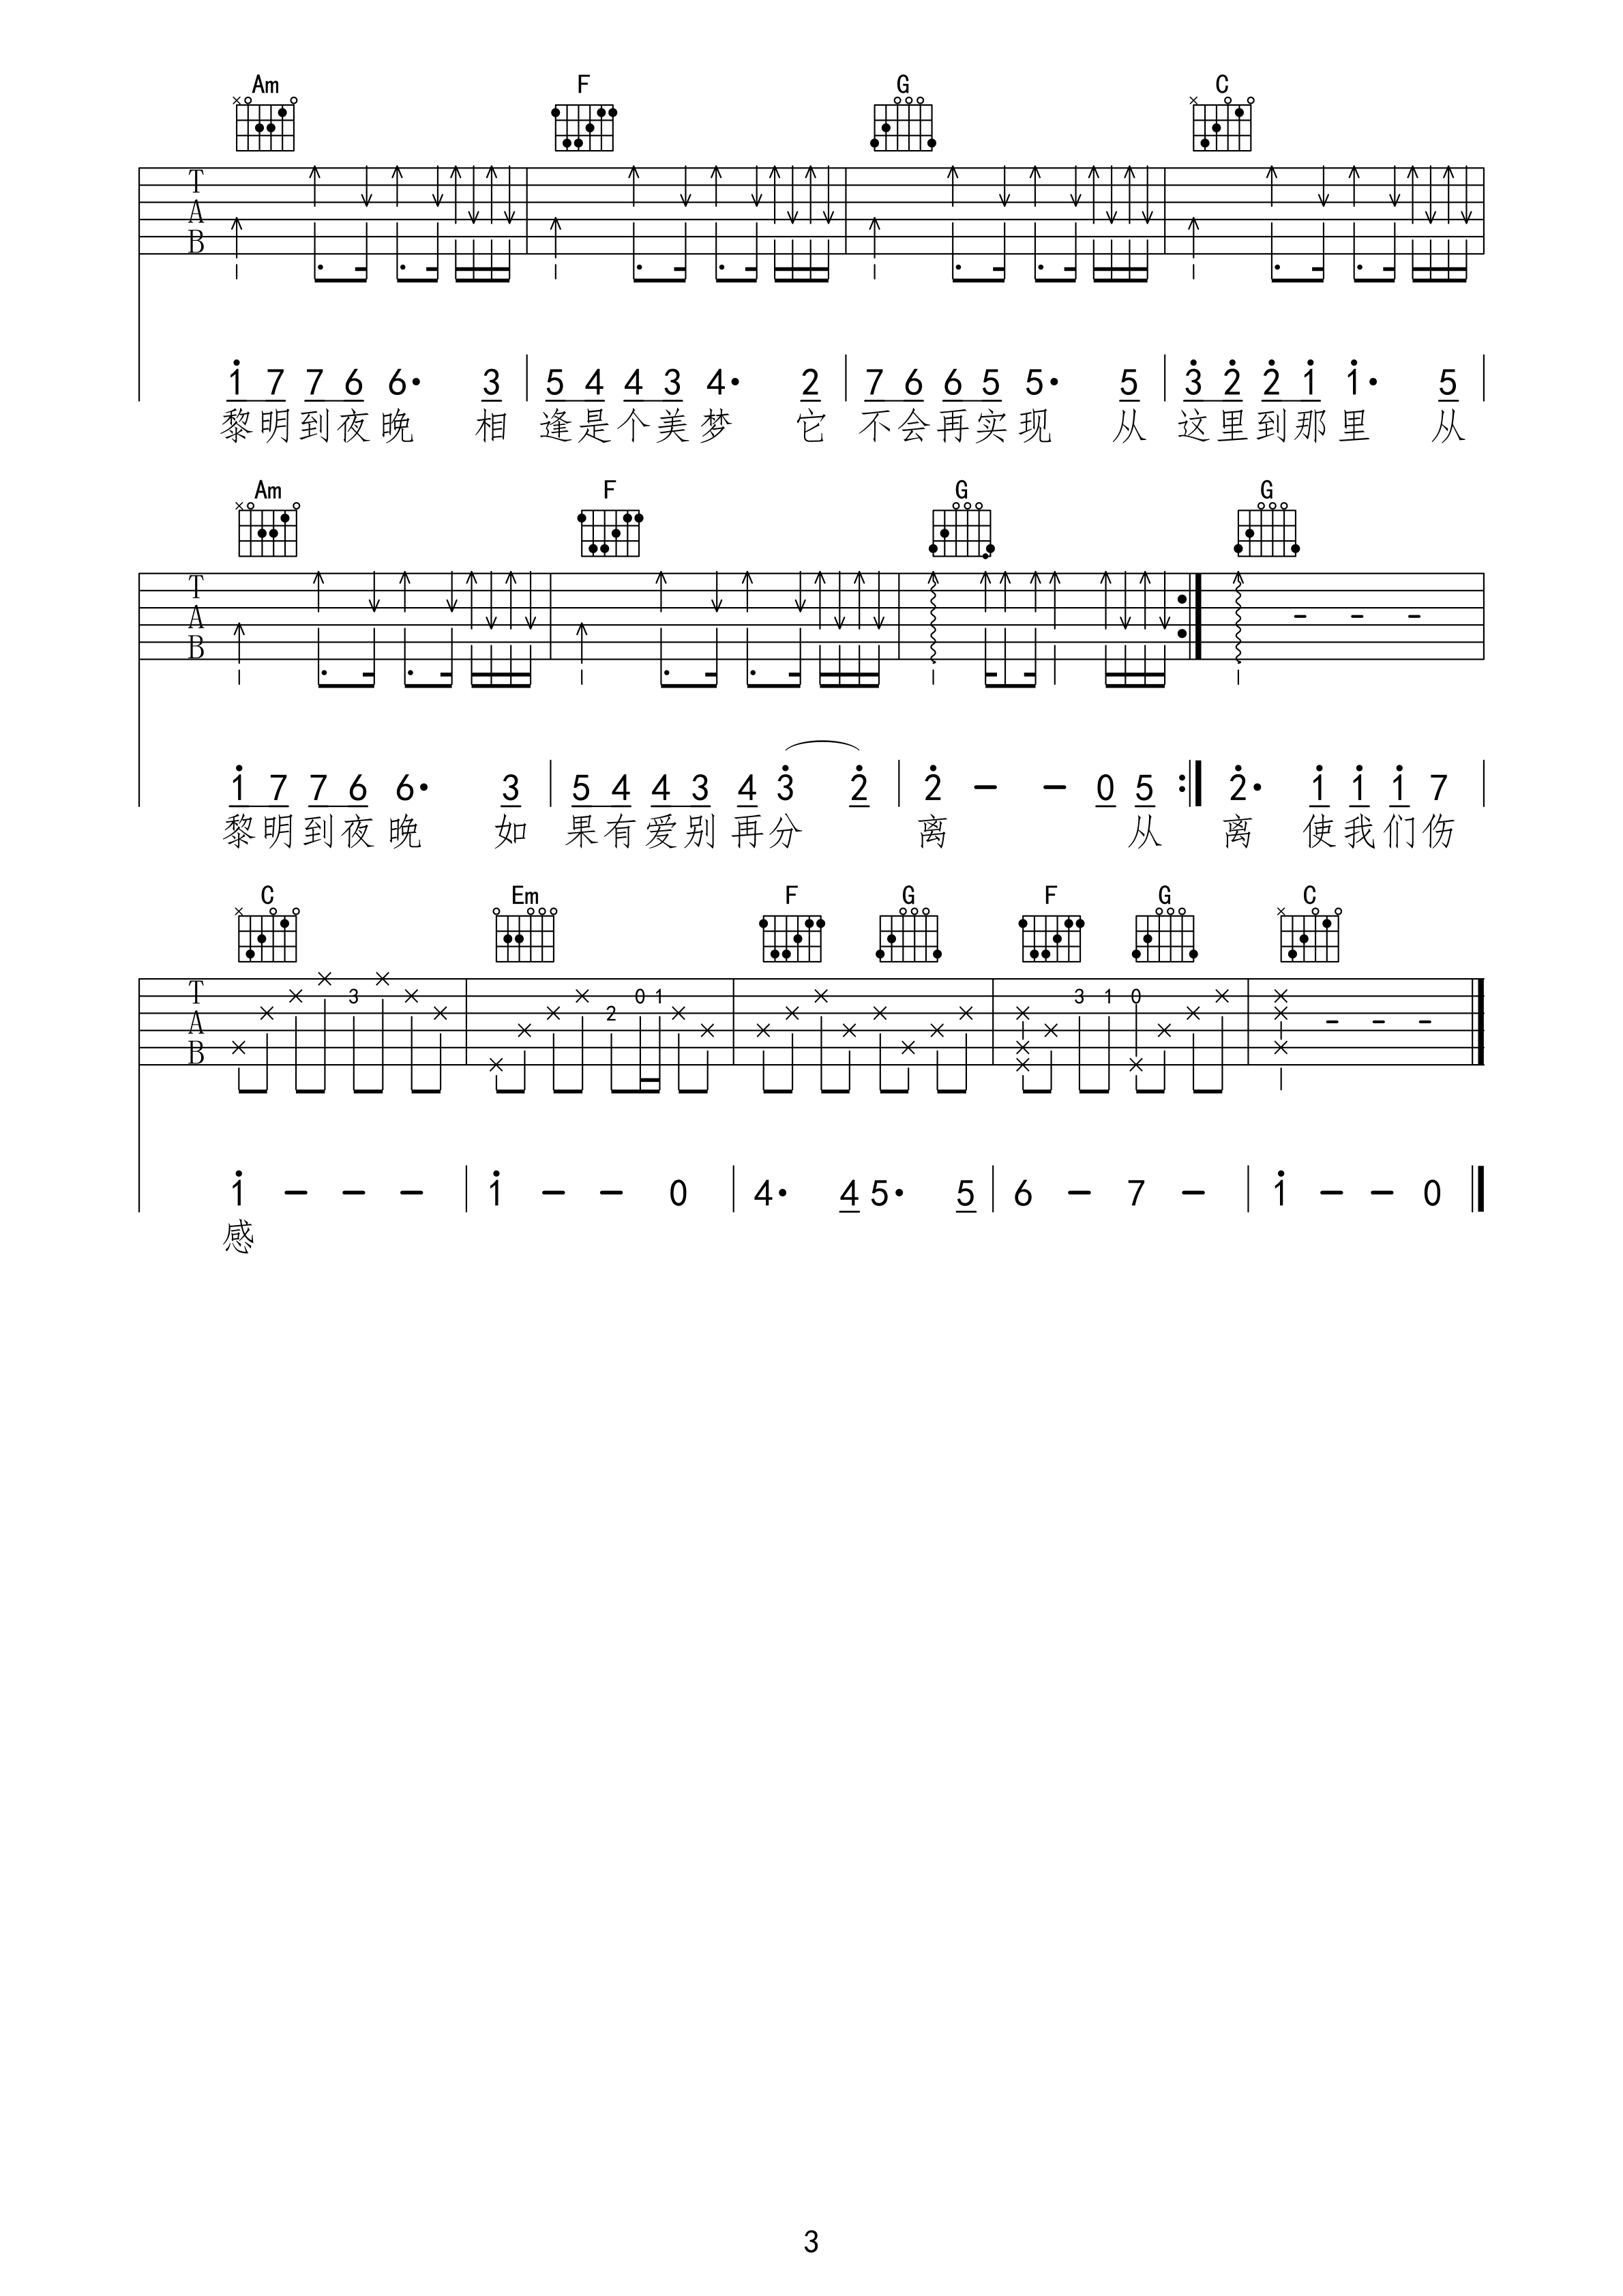 Am F G C
T
A
B
1 7 7 6 6· 3 5 4 4 3 4· 2 7 6 6 5 5· 5 3 2 2 1 1· 5
黎明到夜晚 相逢是个美梦 它不会再实现 从这里到那里 从
Am F G G
T
A
B
1 7 7 6 6· 3 5 4 4 3 4 3 2 2 - - 0 5 2· 1 1 1 7
黎明到夜晚 如果有爱别再分 离 从 离 使我们伤
C Em F G F G C
3 2 0 1 3 1 0
T
A
B
1 - - - 1 - - 0 4· 4 5· 5 6 - 7 - 1 - - 0
感
3